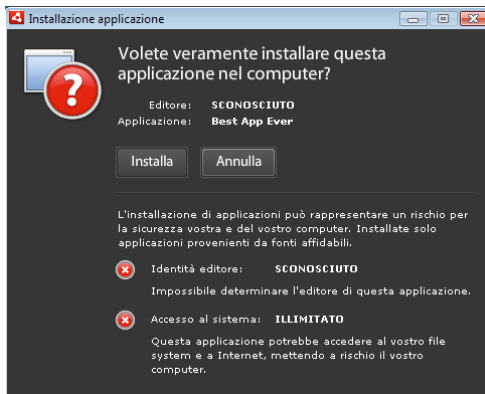 Installazione applicazione
Volete veramente installare questa
applicazione nel computer?
Editore: SCONOSCIUTO
Applicazione: Best App Ever
Installa Annulla
L'installazione di applicazioni può rappresentare un rischio per
la sicurezza vostra e del vostro computer. Installate solo
applicazioni provenienti da fonti affidabili.
Identità editore: SCONOSCIUTO
Impossibile determinare l'editore di questa applicazione.
Accesso al sistema: ILLIMITATO
Questa applicazione potrebbe accedere al vostro file
system e a Internet, mettendo a rischio il vostro
computer.